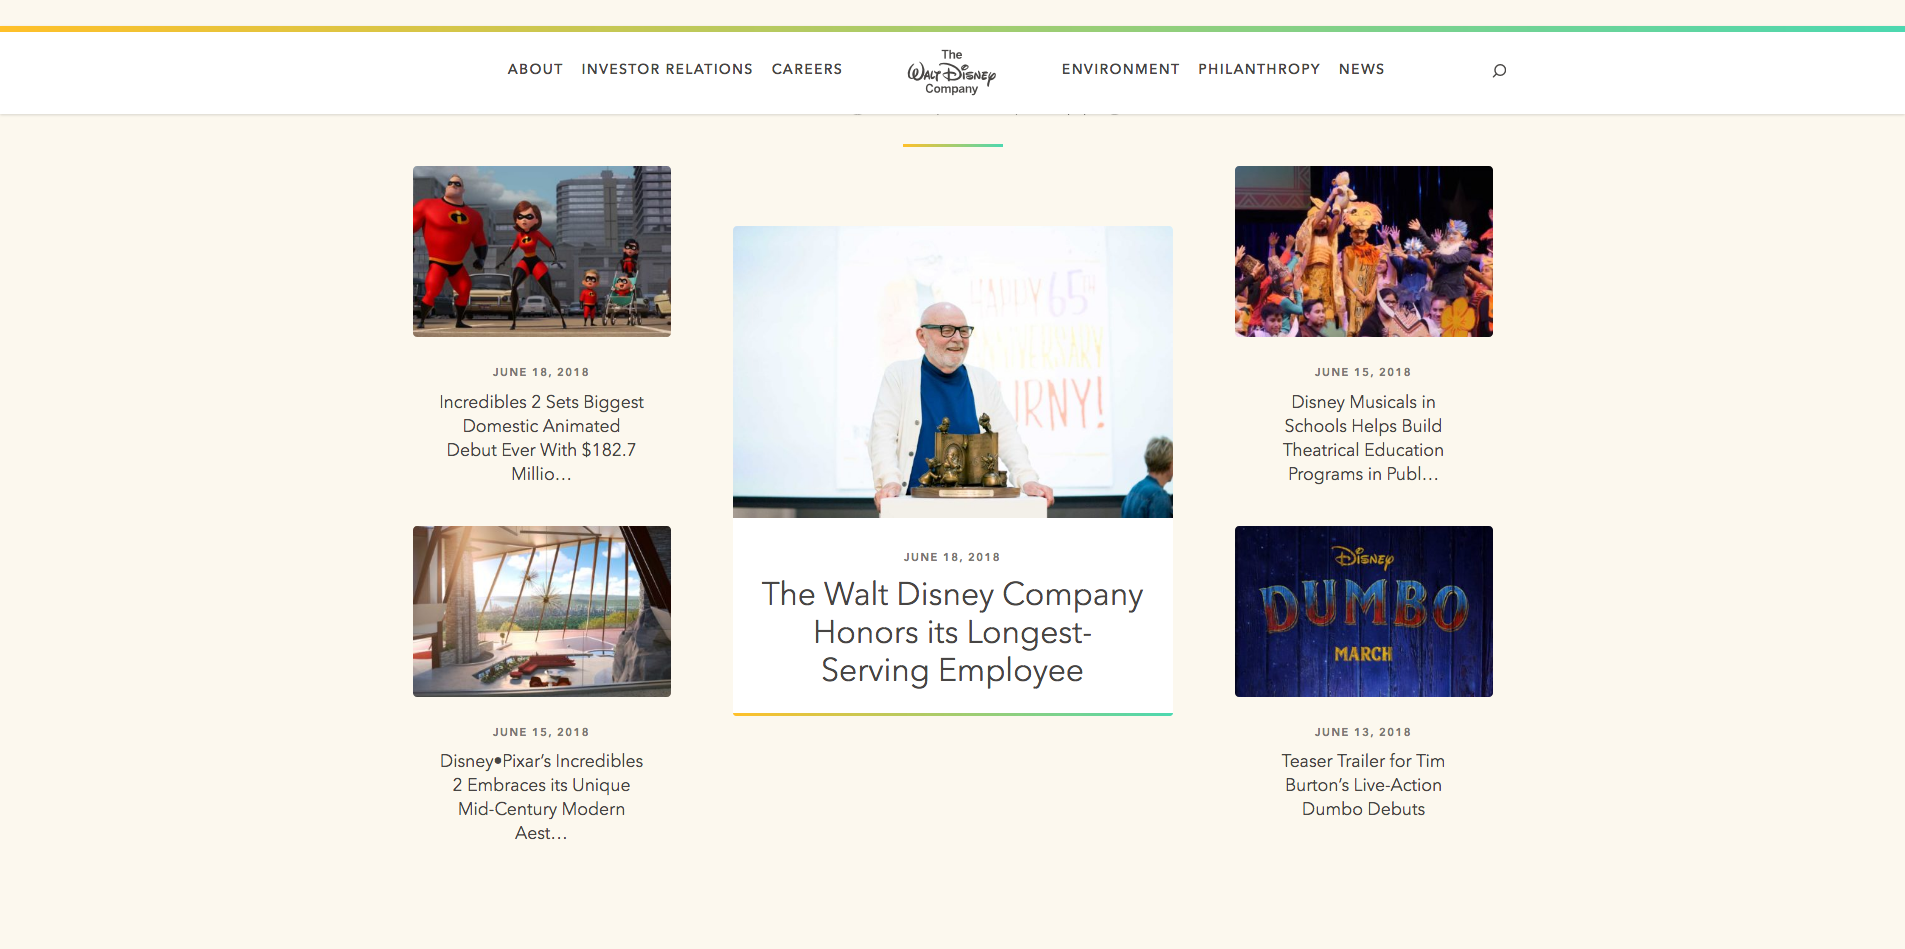 ABOUT INVESTOR RELATIONS CAREERS
The
WALT DISNEY
Company
ENVIRONMENT PHILANTHROPY NEWS
JUNE 18, 2018
Incredibles 2 Sets Biggest
Domestic Animated
Debut Ever With $182.7
Millio...
JUNE 15, 2018
Disney•Pixar’s Incredibles
2 Embraces its Unique
Mid-Century Modern
Aest...
HAPPY 65TH
ANNIVERSARY
JUNE 18, 2018
The Walt Disney Company
Honors its Longest-
Serving Employee
JUNE 15, 2018
Disney Musicals in
Schools Helps Build
Theatrical Education
Programs in Publ...
DISNEY
DUMBO
MARCH
JUNE 13, 2018
Teaser Trailer for Tim
Burton’s Live-Action
Dumbo Debuts